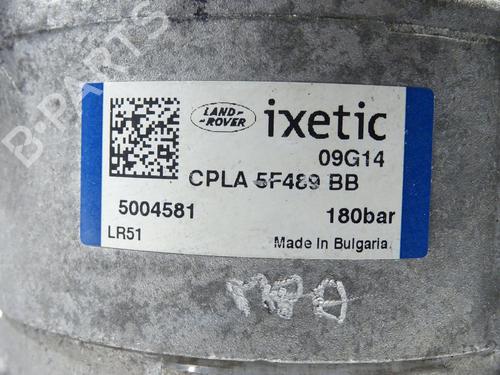 B-PARTS
LAND-
-ROVER
ixetic
09G14
CPLA 5F489 BB
5004581
180bar
LR51
Made In Bulgaria